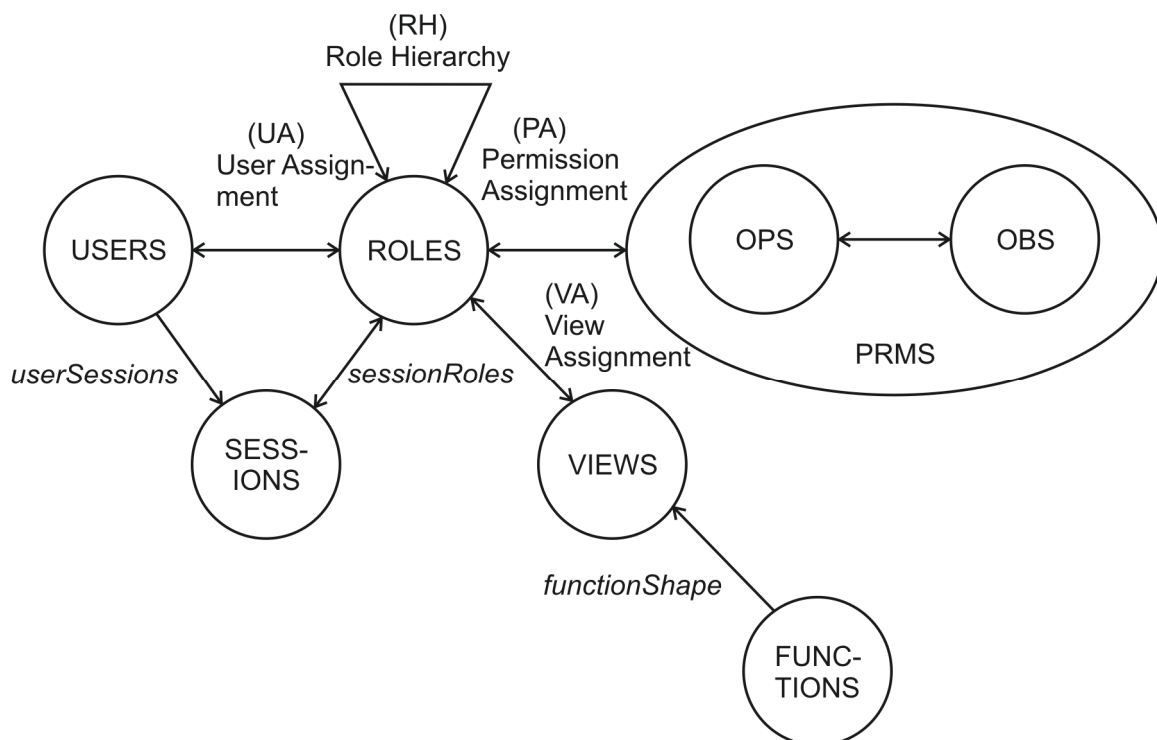 (RH)
Role Hierarchy
(UA)
User Assign-
ment
(PA)
Permission
Assignment
USERS
ROLES
OPS
OBS
PRMS
(VA)
View
Assignment
userSessions
sessionRoles
SESS-
IONS
VIEWS
functionShape
FUNC-
TIONS